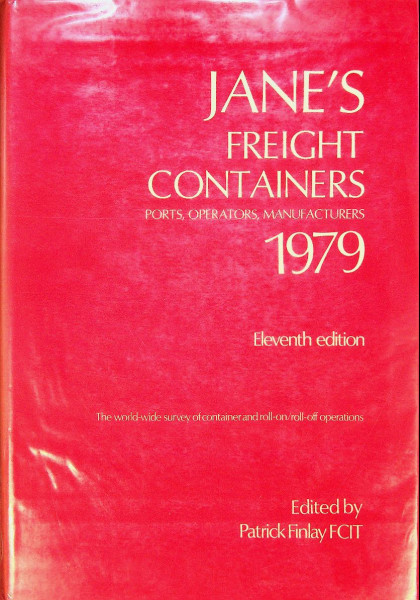 JANE'S
FREIGHT
CONTAINERS
PORTS, OPERATORS, MANUFACTURERS
1979
Eleventh edition
The world-wide survey of container and roll-on/roll-off operations
Edited by
Patrick Finlay FCIT